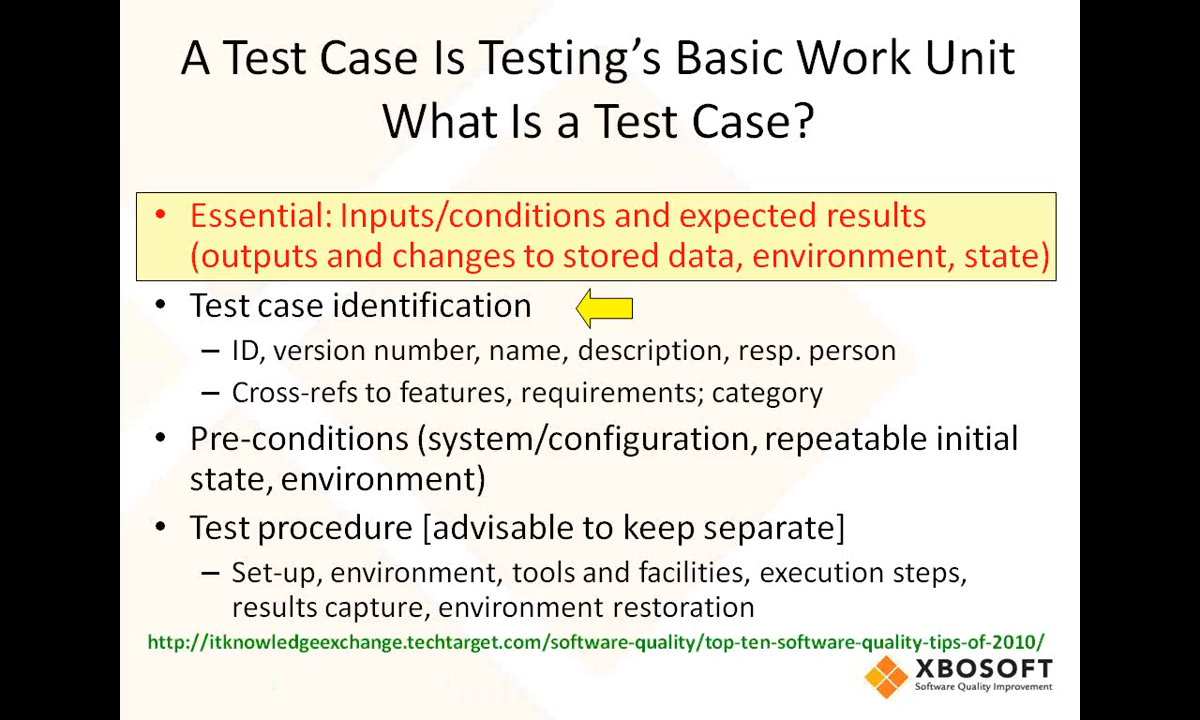 A Test Case Is Testing’s Basic Work Unit
What Is a Test Case?
• Essential: Inputs/conditions and expected results
(outputs and changes to stored data, environment, state)
• Test case identification
– ID, version number, name, description, resp. person
– Cross-refs to features, requirements; category
• Pre-conditions (system/configuration, repeatable initial
state, environment)
• Test procedure [advisable to keep separate]
– Set-up, environment, tools and facilities, execution steps,
results capture, environment restoration
http://itknowledgeexchange.techtarget.com/software-quality/top-ten-software-quality-tips-of-2010/
XBOSOFT
Software Quality Improvement